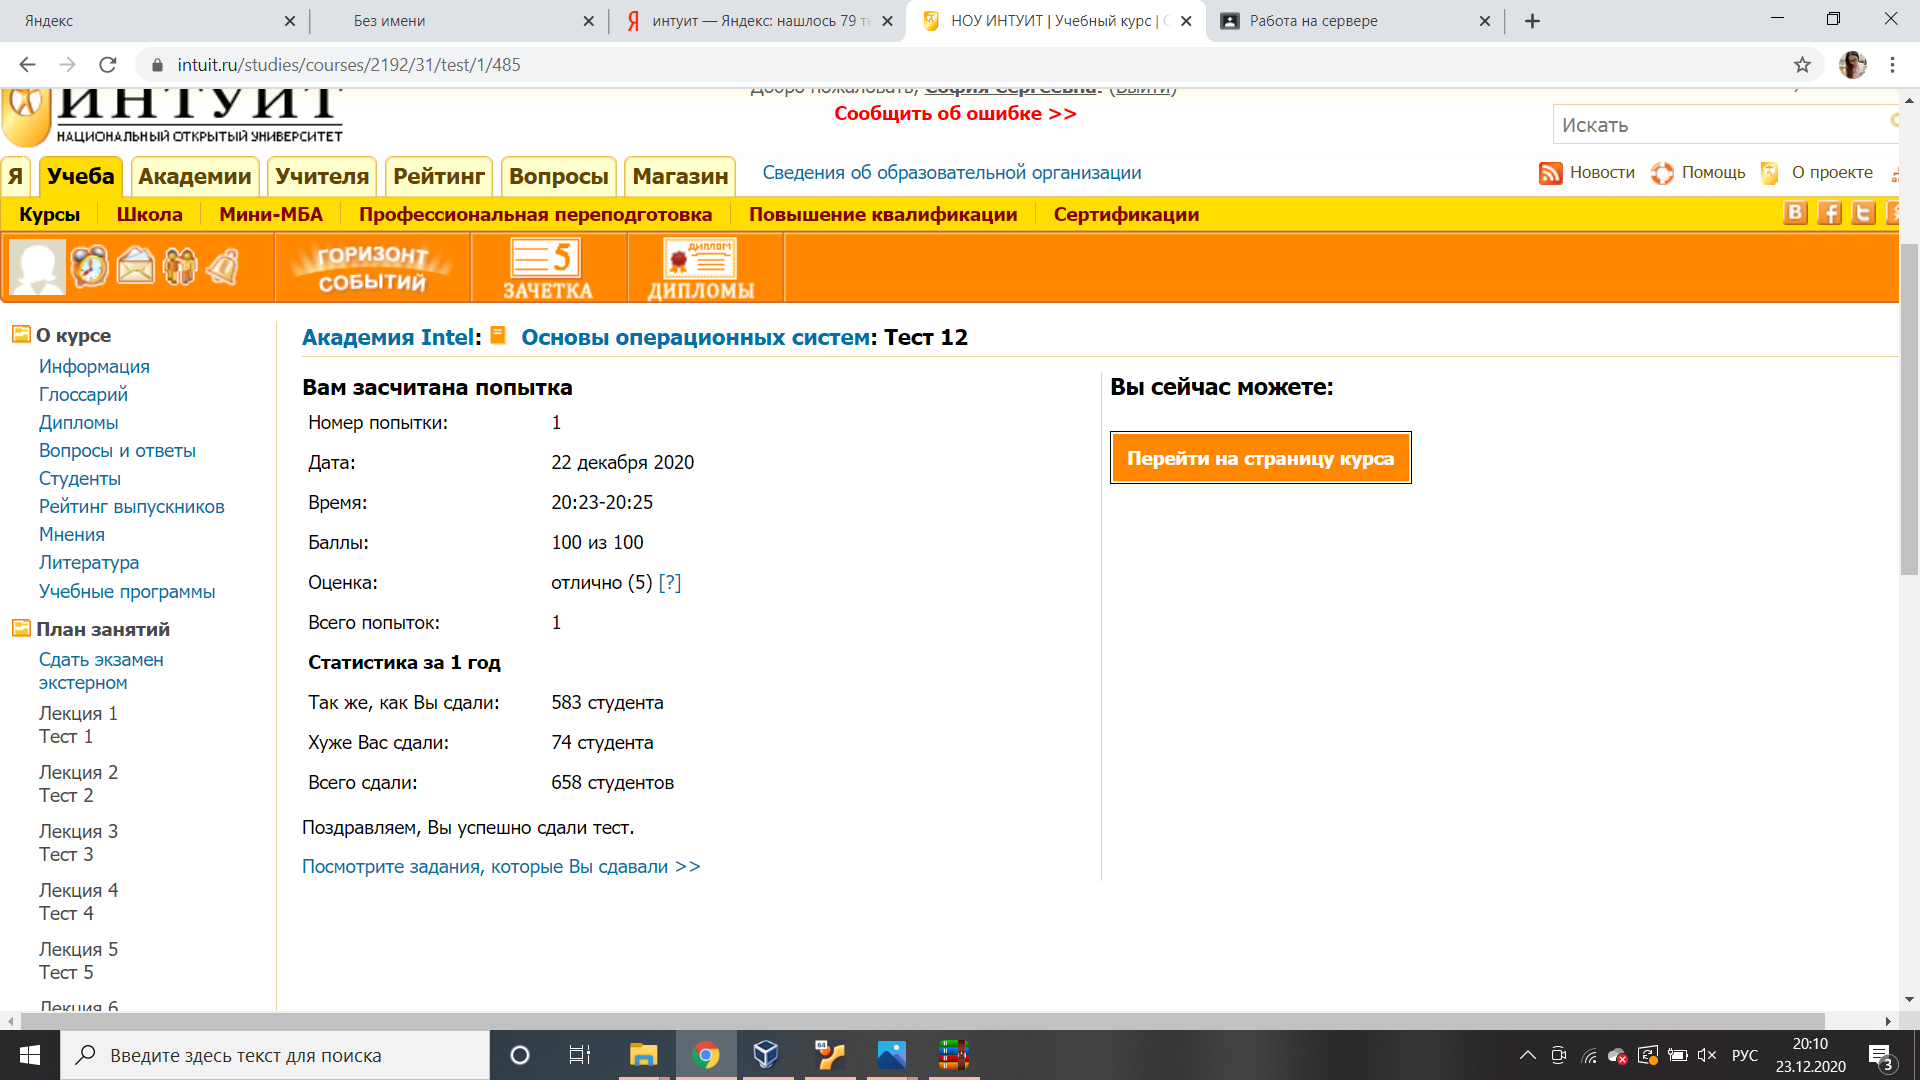 Яндекс
Без имени
интуит — Яндекс: нашлось 79 т
НОУ ИНТУИТ | Учебный курс |
Работа на сервере
intuit.ru/studies/courses/2192/31/test/1/485
ИНТУИТ
НАЦИОНАЛЬНЫЙ ОТКРЫТЫЙ УНИВЕРСИТЕТ
Добро пожаловать, София Сергеевна! (Выйти)
Сообщить об ошибке >>
Искать
Я
Учеба
Академии
Учителя
Рейтинг
Вопросы
Магазин
Сведения об образовательной организации
Новости
Помощь
О проекте
Курсы
Школа
Мини-МБА
Профессиональная переподготовка
Повышение квалификации
Сертификации
ГОРИЗОНТ
СОБЫТИЙ
5
ЗАЧЕТКА
ДИПЛОМ
ДИПЛОМЫ
О курсе
Информация
Глоссарий
Дипломы
Вопросы и ответы
Студенты
Рейтинг выпускников
Мнения
Литература
Учебные программы
План занятий
Сдать экзамен
экстерном
Лекция 1
Тест 1
Лекция 2
Тест 2
Лекция 3
Тест 3
Лекция 4
Тест 4
Лекция 5
Тест 5
Лекция 6
Академия Intel: Основы операционных систем: Тест 12
Вам засчитана попытка
Номер попытки: 1
Дата: 22 декабря 2020
Время: 20:23-20:25
Баллы: 100 из 100
Оценка: отлично (5) [?]
Всего попыток: 1
Статистика за 1 год
Так же, как Вы сдали: 583 студента
Хуже Вас сдали: 74 студента
Всего сдали: 658 студентов
Поздравляем, Вы успешно сдали тест.
Посмотрите задания, которые Вы сдавали >>
Вы сейчас можете:
Перейти на страницу курса
Введите здесь текст для поиска
64
РУС
20:10
23.12.2020
3